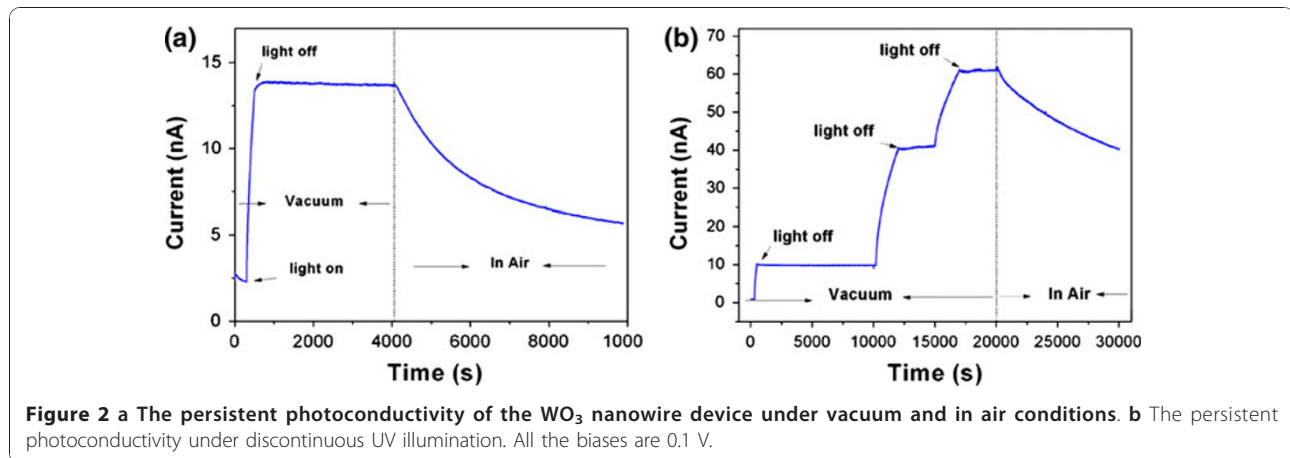 (a)
light off
15
10
5
0
Current (nA)
Vacuum
light on
In Air
0 2000 4000 6000 8000 1000
Time (s)
(b)
70
60
50
40
30
20
10
0
Current (nA)
light off
light off
light off
Vacuum
In Air
0 5000 10000 15000 20000 25000 30000
Time (s)
Figure 2 a The persistent photoconductivity of the WO₃ nanowire device under vacuum and in air conditions. b The persistent
photoconductivity under discontinuous UV illumination. All the biases are 0.1 V.